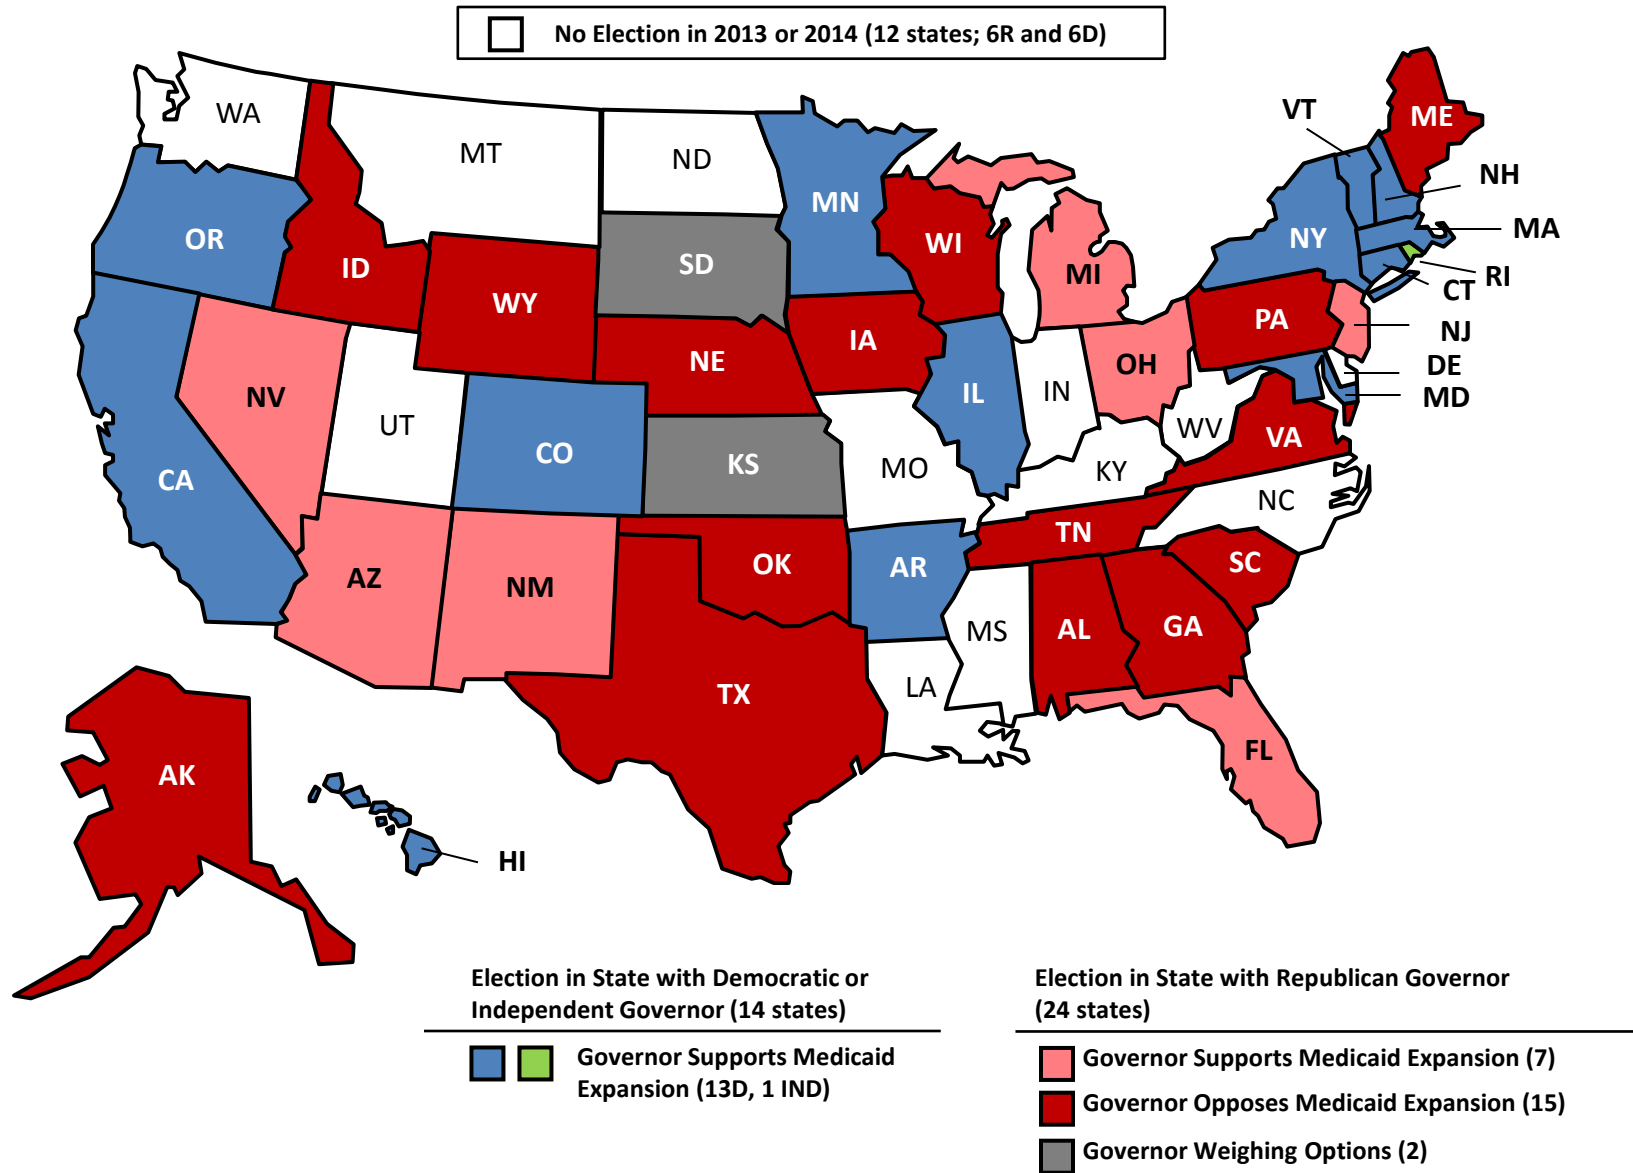 No Election in 2013 or 2014 (12 states; 6R and 6D)
WA
MT
ND
MN
VT
ME
NH
MA
RI
CT
NY
OR
ID
WY
SD
WI
MI
PA
NJ
DE
MD
NV
UT
CO
NE
IA
IL
IN
OH
WV
VA
CA
KS
MO
KY
NC
AZ
NM
OK
AR
TN
SC
TX
LA
MS
AL
GA
FL
AK
HI
Election in State with Democratic or
Independent Governor (14 states)
Governor Supports Medicaid
Expansion (13D, 1 IND)
Election in State with Republican Governor
(24 states)
Governor Supports Medicaid Expansion (7)
Governor Opposes Medicaid Expansion (15)
Governor Weighing Options (2)